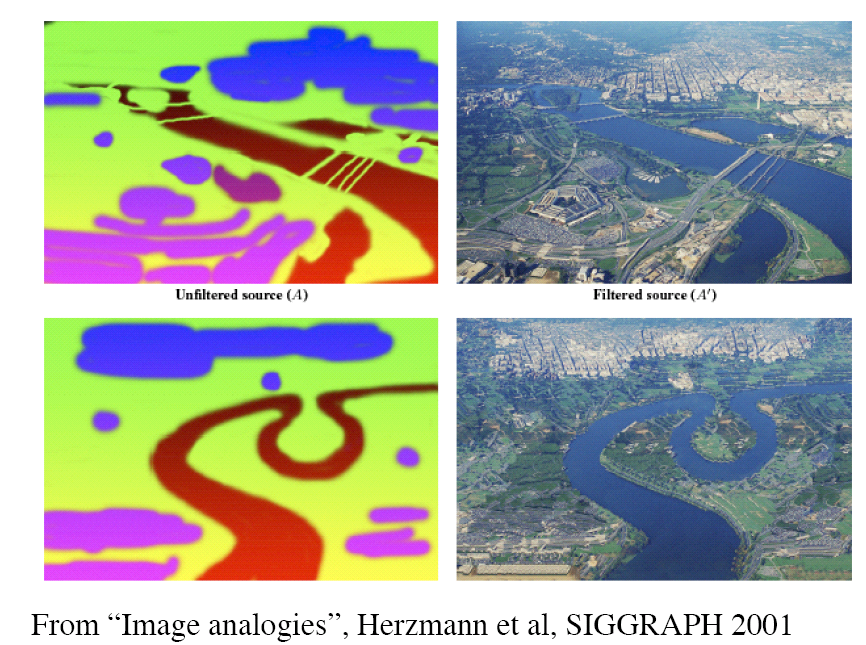 Unfiltered source (A)
Filtered source (A′)
From “Image analogies”, Herzmann et al, SIGGRAPH 2001